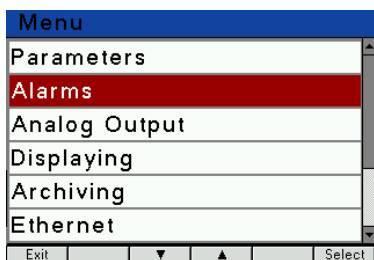 Menu
Parameters
Alarms
Analog Output
Displaying
Archiving
Ethernet
Exit ▼ ▲ Select